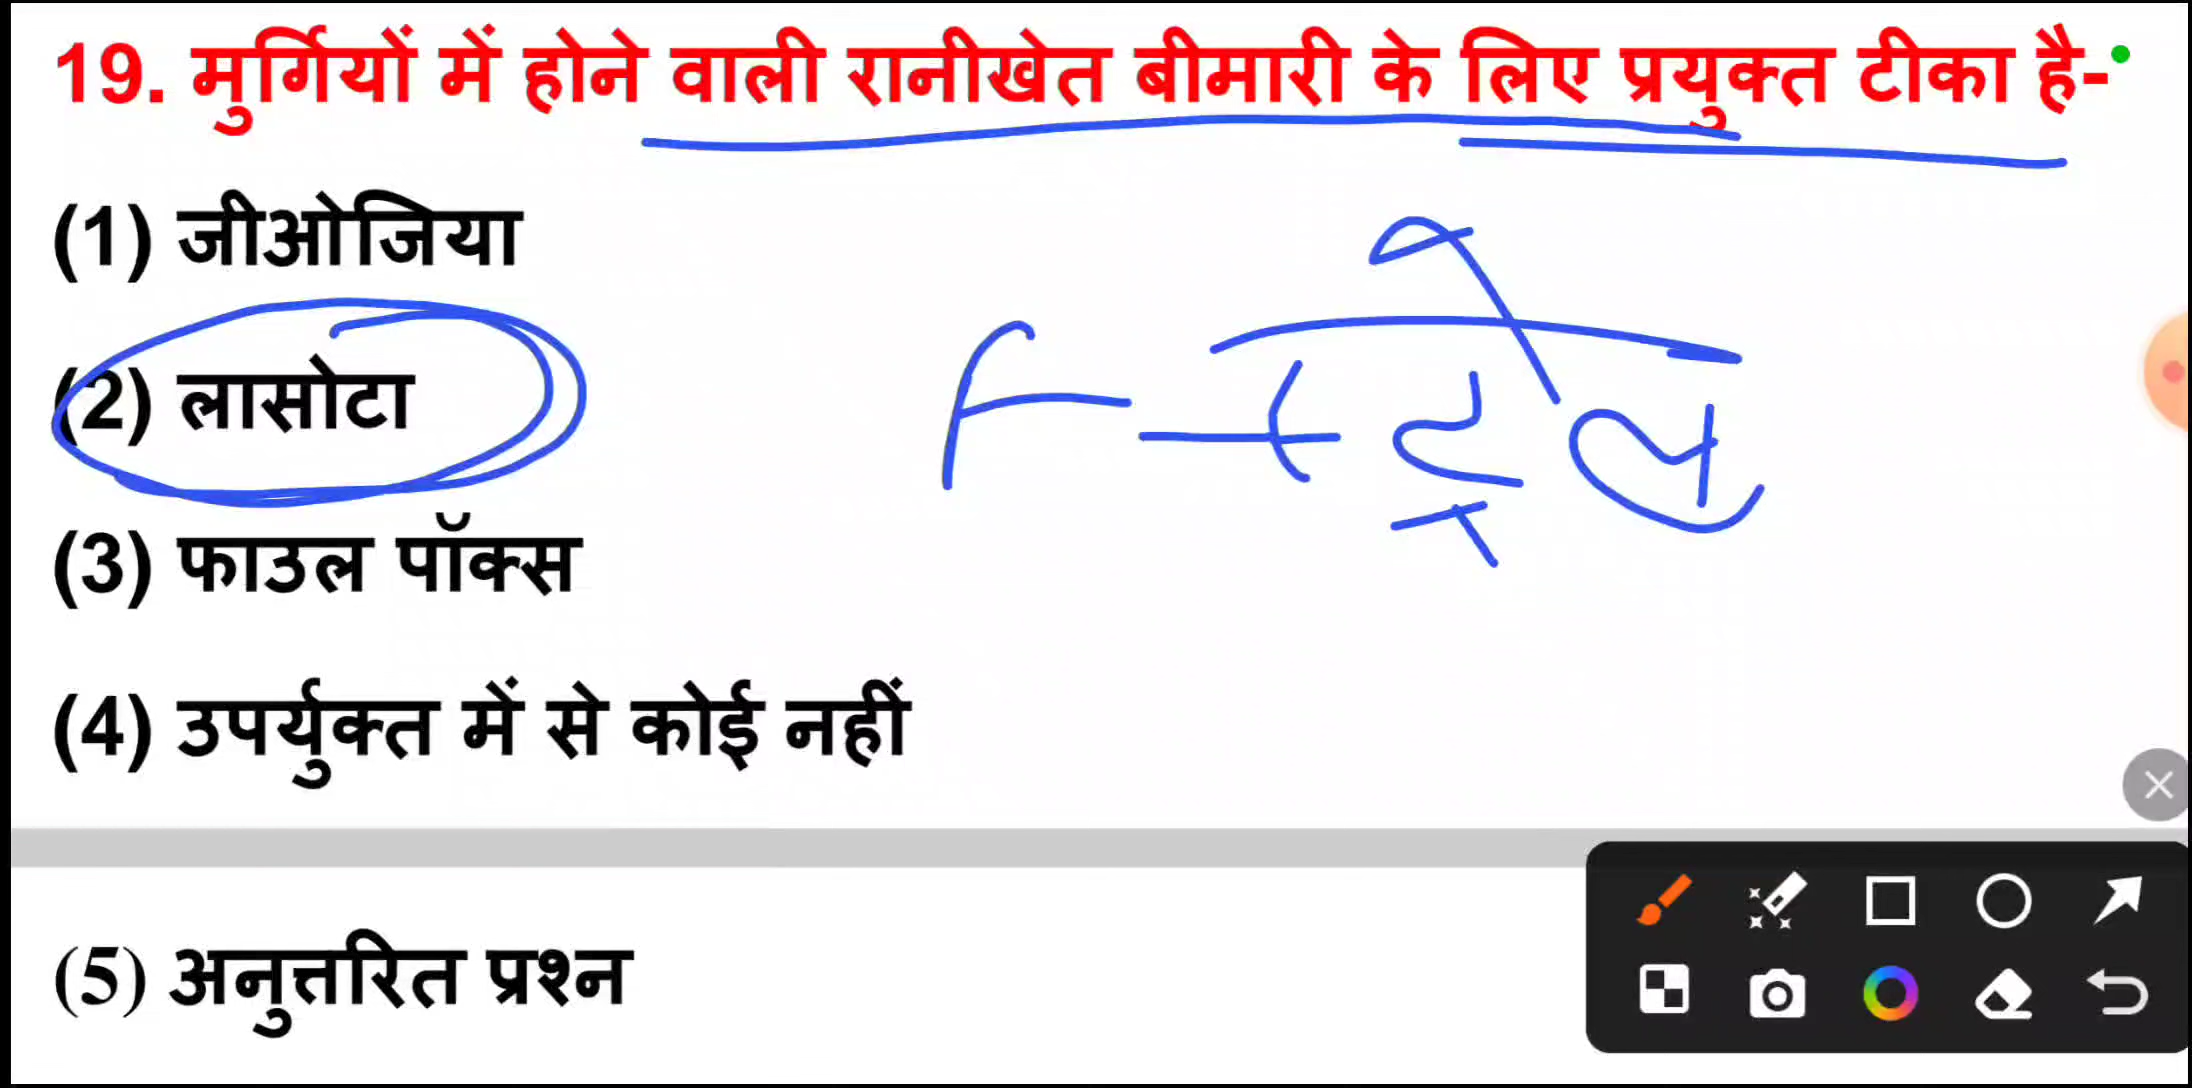 19. मुर्गियों में होने वाली रानीखेत बीमारी के लिए प्रयुक्त टीका है-
(1) जीओजिया
(2) लासोटा
(3) फाउल पॉक्स
(4) उपर्युक्त में से कोई नहीं
(5) अनुत्तरित प्रश्न